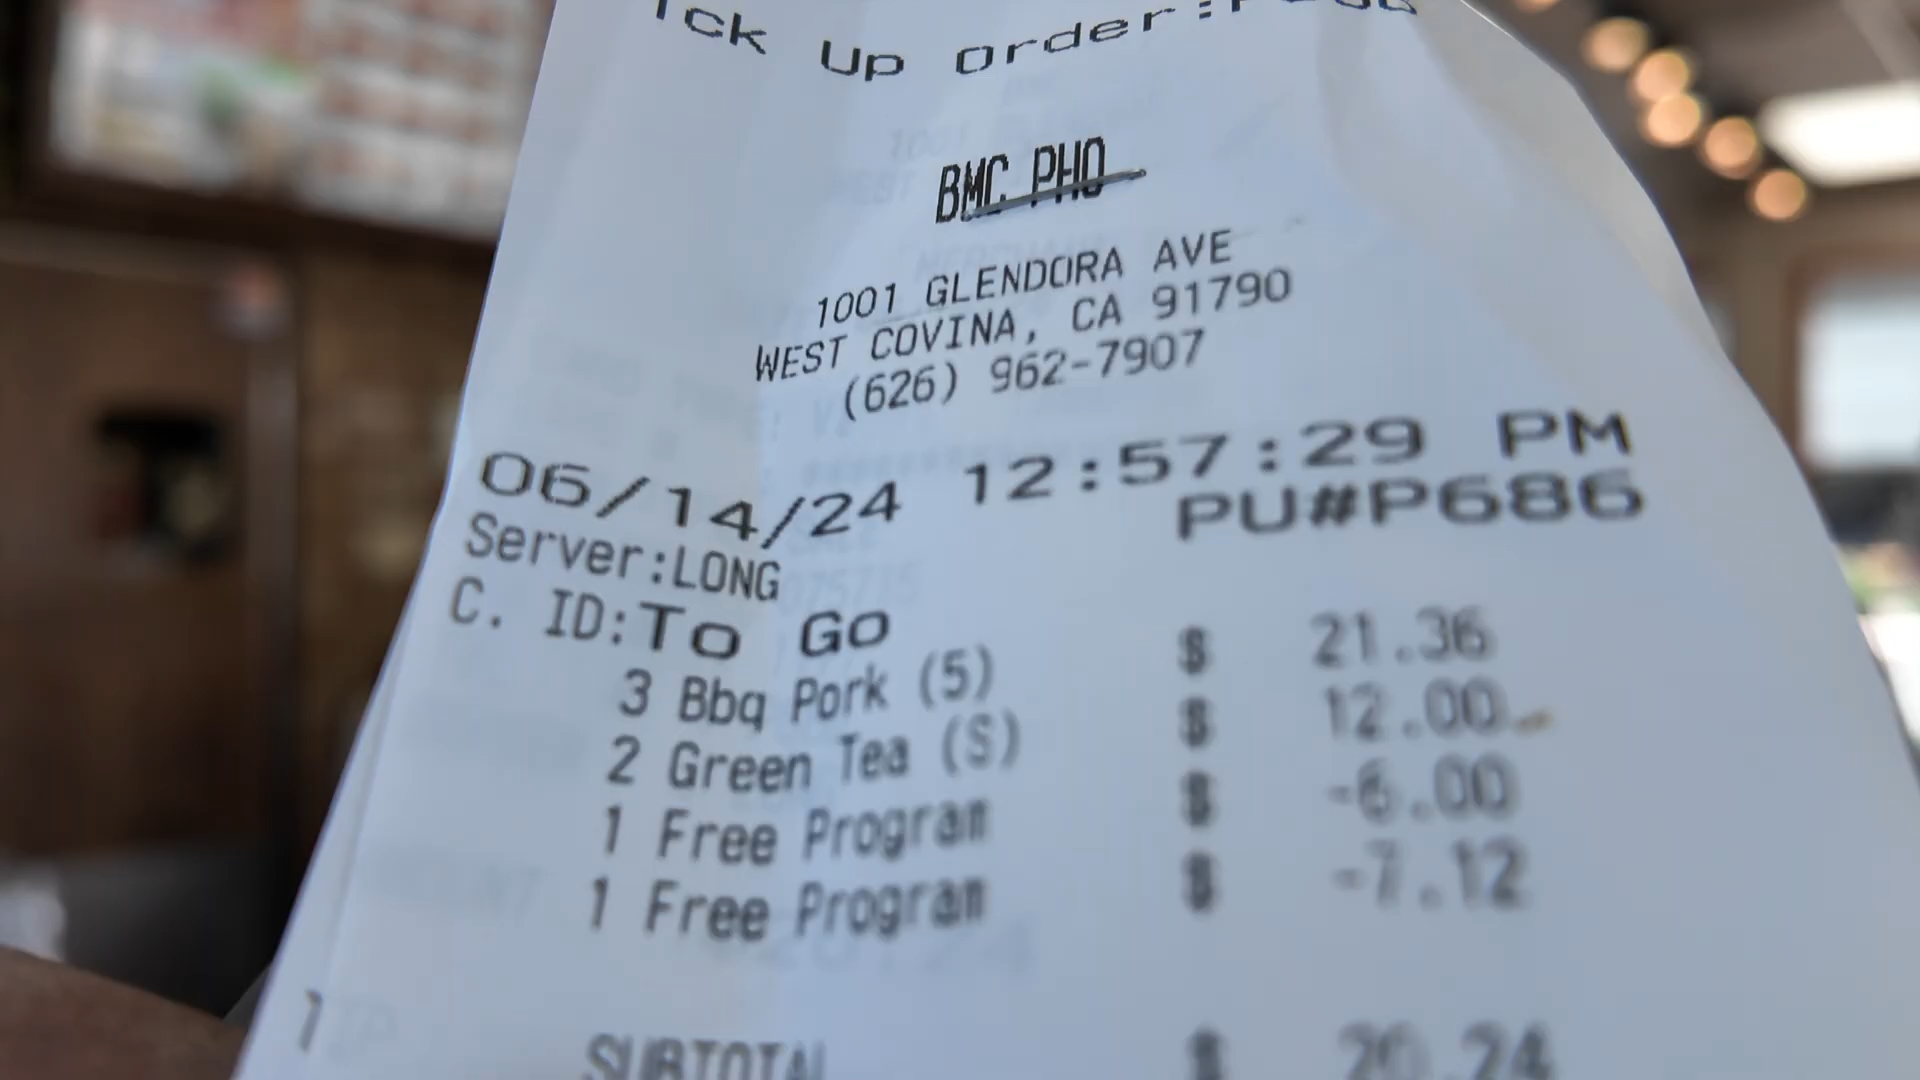 ick Up Order:
BMC PHO
1001 GLENDORA AVE
WEST COVINA, CA 91790
(626) 962-7907
06/14/24 12:57:29 PM
PU#P686
Server:LONG
C. ID:To Go
3 Bbq Pork (5) $ 21.36
2 Green Tea (S) $ 12.00
1 Free Program $ -6.00
1 Free Program $ -7.12
SUBTOTAL $ 20.24